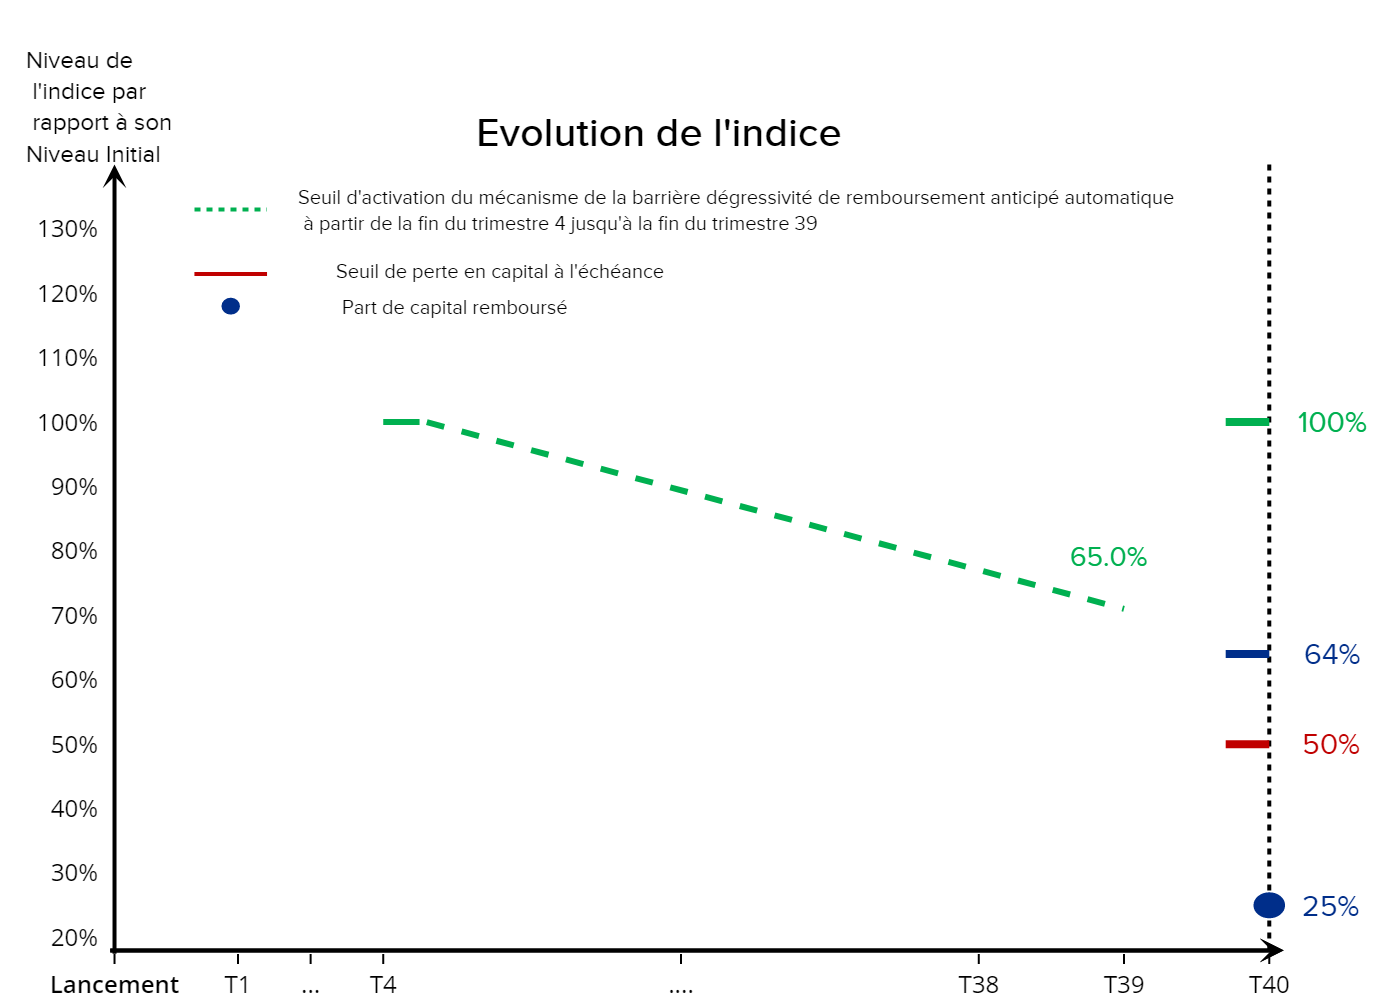 Niveau de
l'indice par
rapport à son
Niveau Initial
Evolution de l'indice
Seuil d'activation du mécanisme de la barrière dégressivité de remboursement anticipé automatique
à partir de la fin du trimestre 4 jusqu'à la fin du trimestre 39
130%
Seuil de perte en capital à l'échéance
120%
Part de capital remboursé
110%
100%
100%
90%
80%
65.0%
70%
64%
60%
50%
50%
40%
30%
25%
20%
Lancement T1 ... T4 .... T38 T39 T40